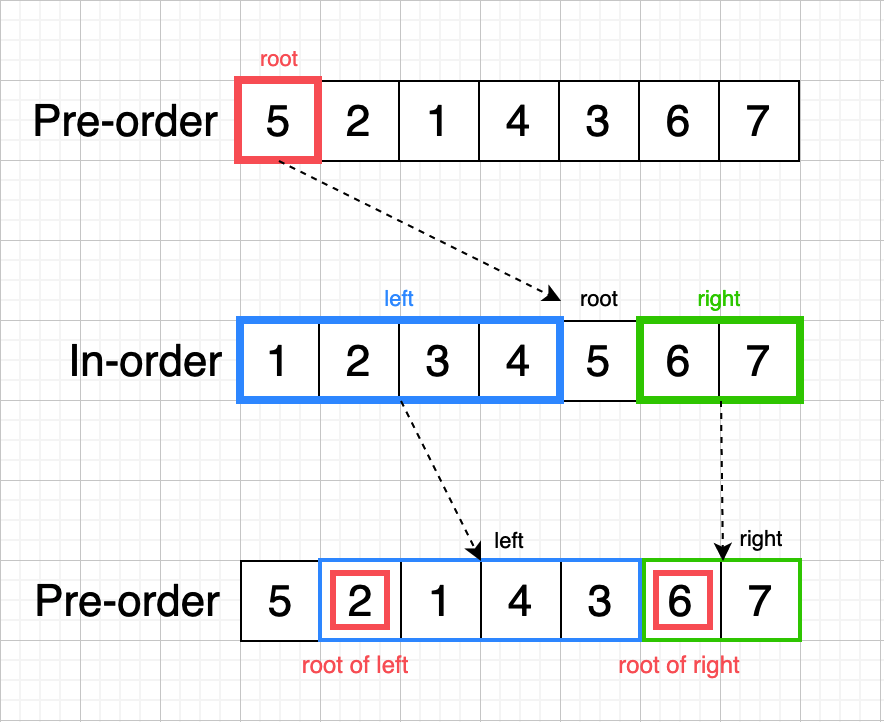 root
Pre-order 5 2 1 4 3 6 7
left root right
In-order 1 2 3 4 5 6 7
left right
Pre-order 5 2 1 4 3 6 7
root of left root of right